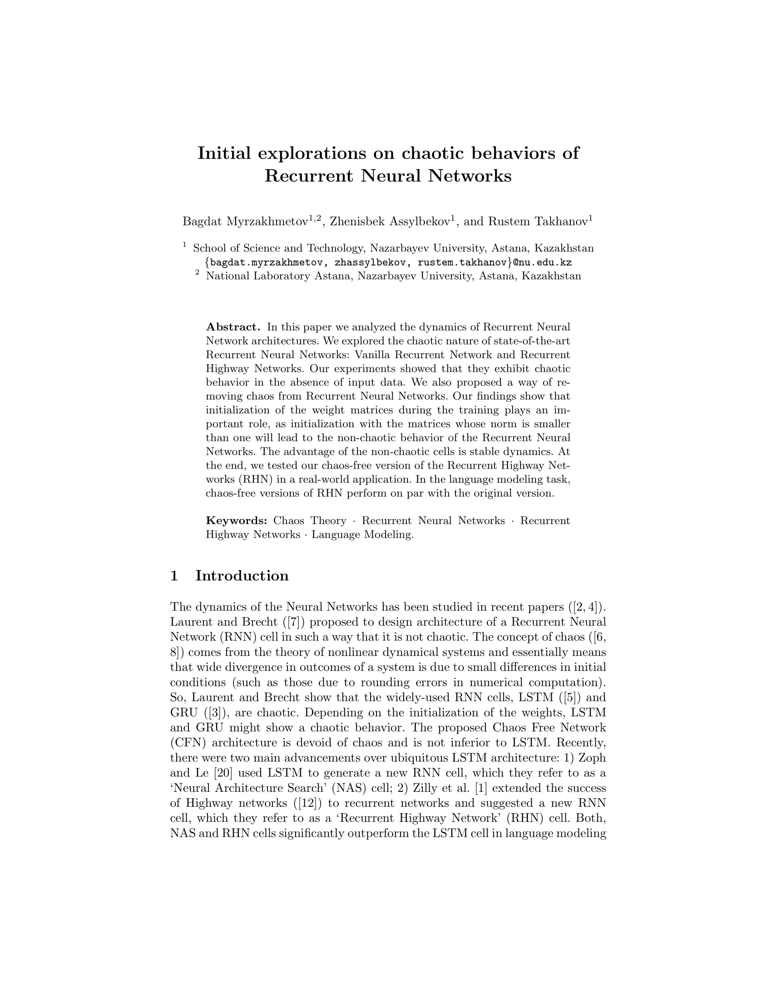 Initial explorations on chaotic behaviors of
Recurrent Neural Networks
Bagdat Myrzakhmetov1,2, Zhenisbek Assylbekov1, and Rustem Takhanov1
1 School of Science and Technology, Nazarbayev University, Astana, Kazakhstan
{bagdat.myrzakhmetov, zhassylbekov, rustem.takhanov}@nu.edu.kz
2 National Laboratory Astana, Nazarbayev University, Astana, Kazakhstan
Abstract. In this paper we analyzed the dynamics of Recurrent Neural
Network architectures. We explored the chaotic nature of state-of-the-art
Recurrent Neural Networks: Vanilla Recurrent Network and Recurrent
Highway Networks. Our experiments showed that they exhibit chaotic
behavior in the absence of input data. We also proposed a way of re-
moving chaos from Recurrent Neural Networks. Our findings show that
initialization of the weight matrices during the training plays an im-
portant role, as initialization with the matrices whose norm is smaller
than one will lead to the non-chaotic behavior of the Recurrent Neural
Networks. The advantage of the non-chaotic cells is stable dynamics. At
the end, we tested our chaos-free version of the Recurrent Highway Net-
works (RHN) in a real-world application. In the language modeling task,
chaos-free versions of RHN perform on par with the original version.
Keywords: Chaos Theory · Recurrent Neural Networks · Recurrent
Highway Networks · Language Modeling.
1 Introduction
The dynamics of the Neural Networks has been studied in recent papers ([2, 4]).
Laurent and Brecht ([7]) proposed to design architecture of a Recurrent Neural
Network (RNN) cell in such a way that it is not chaotic. The concept of chaos ([6,
8]) comes from the theory of nonlinear dynamical systems and essentially means
that wide divergence in outcomes of a system is due to small differences in initial
conditions (such as those due to rounding errors in numerical computation).
So, Laurent and Brecht show that the widely-used RNN cells, LSTM ([5]) and
GRU ([3]), are chaotic. Depending on the initialization of the weights, LSTM
and GRU might show a chaotic behavior. The proposed Chaos Free Network
(CFN) architecture is devoid of chaos and is not inferior to LSTM. Recently,
there were two main advancements over ubiquitous LSTM architecture: 1) Zoph
and Le [20] used LSTM to generate a new RNN cell, which they refer to as a
‘Neural Architecture Search’ (NAS) cell; 2) Zilly et al. [1] extended the success
of Highway networks ([12]) to recurrent networks and suggested a new RNN
cell, which they refer to as a ‘Recurrent Highway Network’ (RHN) cell. Both,
NAS and RHN cells significantly outperform the LSTM cell in language modeling